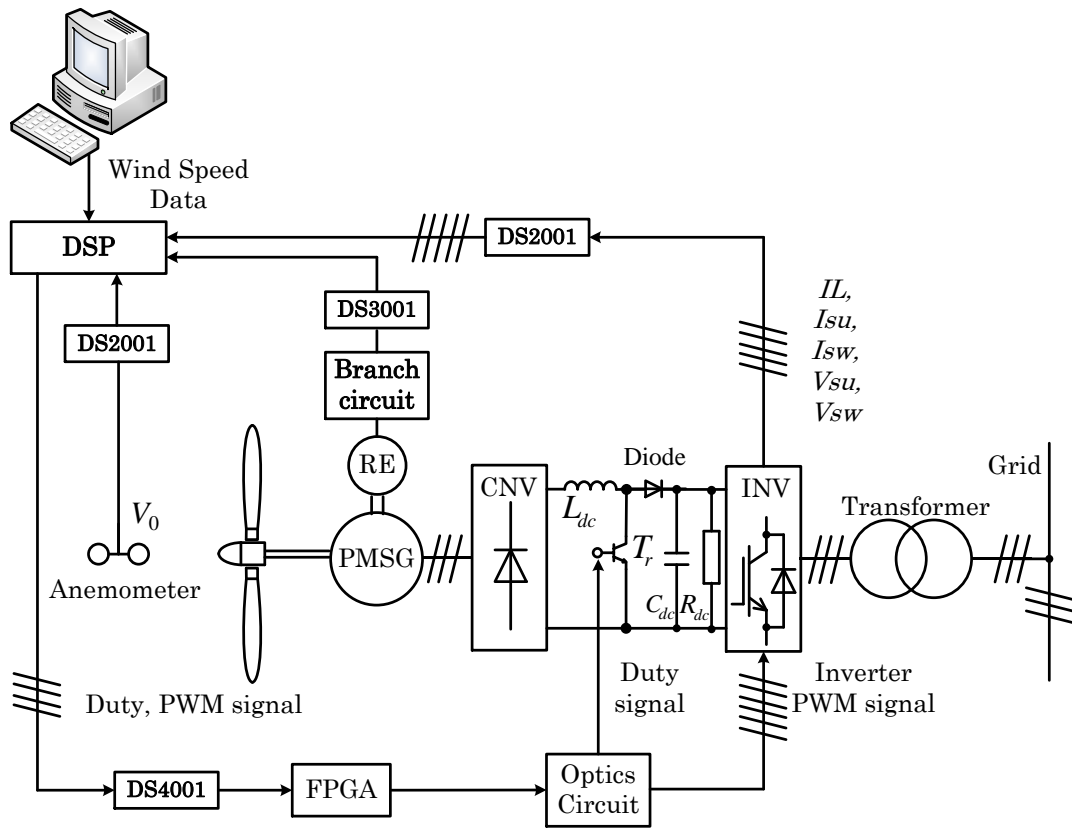 Wind Speed
Data
DSP
DS2001
DS3001
DS2001
IL,
Isu,
Isw,
Vsu,
Vsw
Branch
circuit
RE
V0
Anemometer
PMSG
CNV
Ldc
Diode
Tr
Cdc
Rdc
INV
Transformer
Grid
Duty, PWM signal
Duty
signal
Inverter
PWM signal
DS4001
FPGA
Optics
Circuit